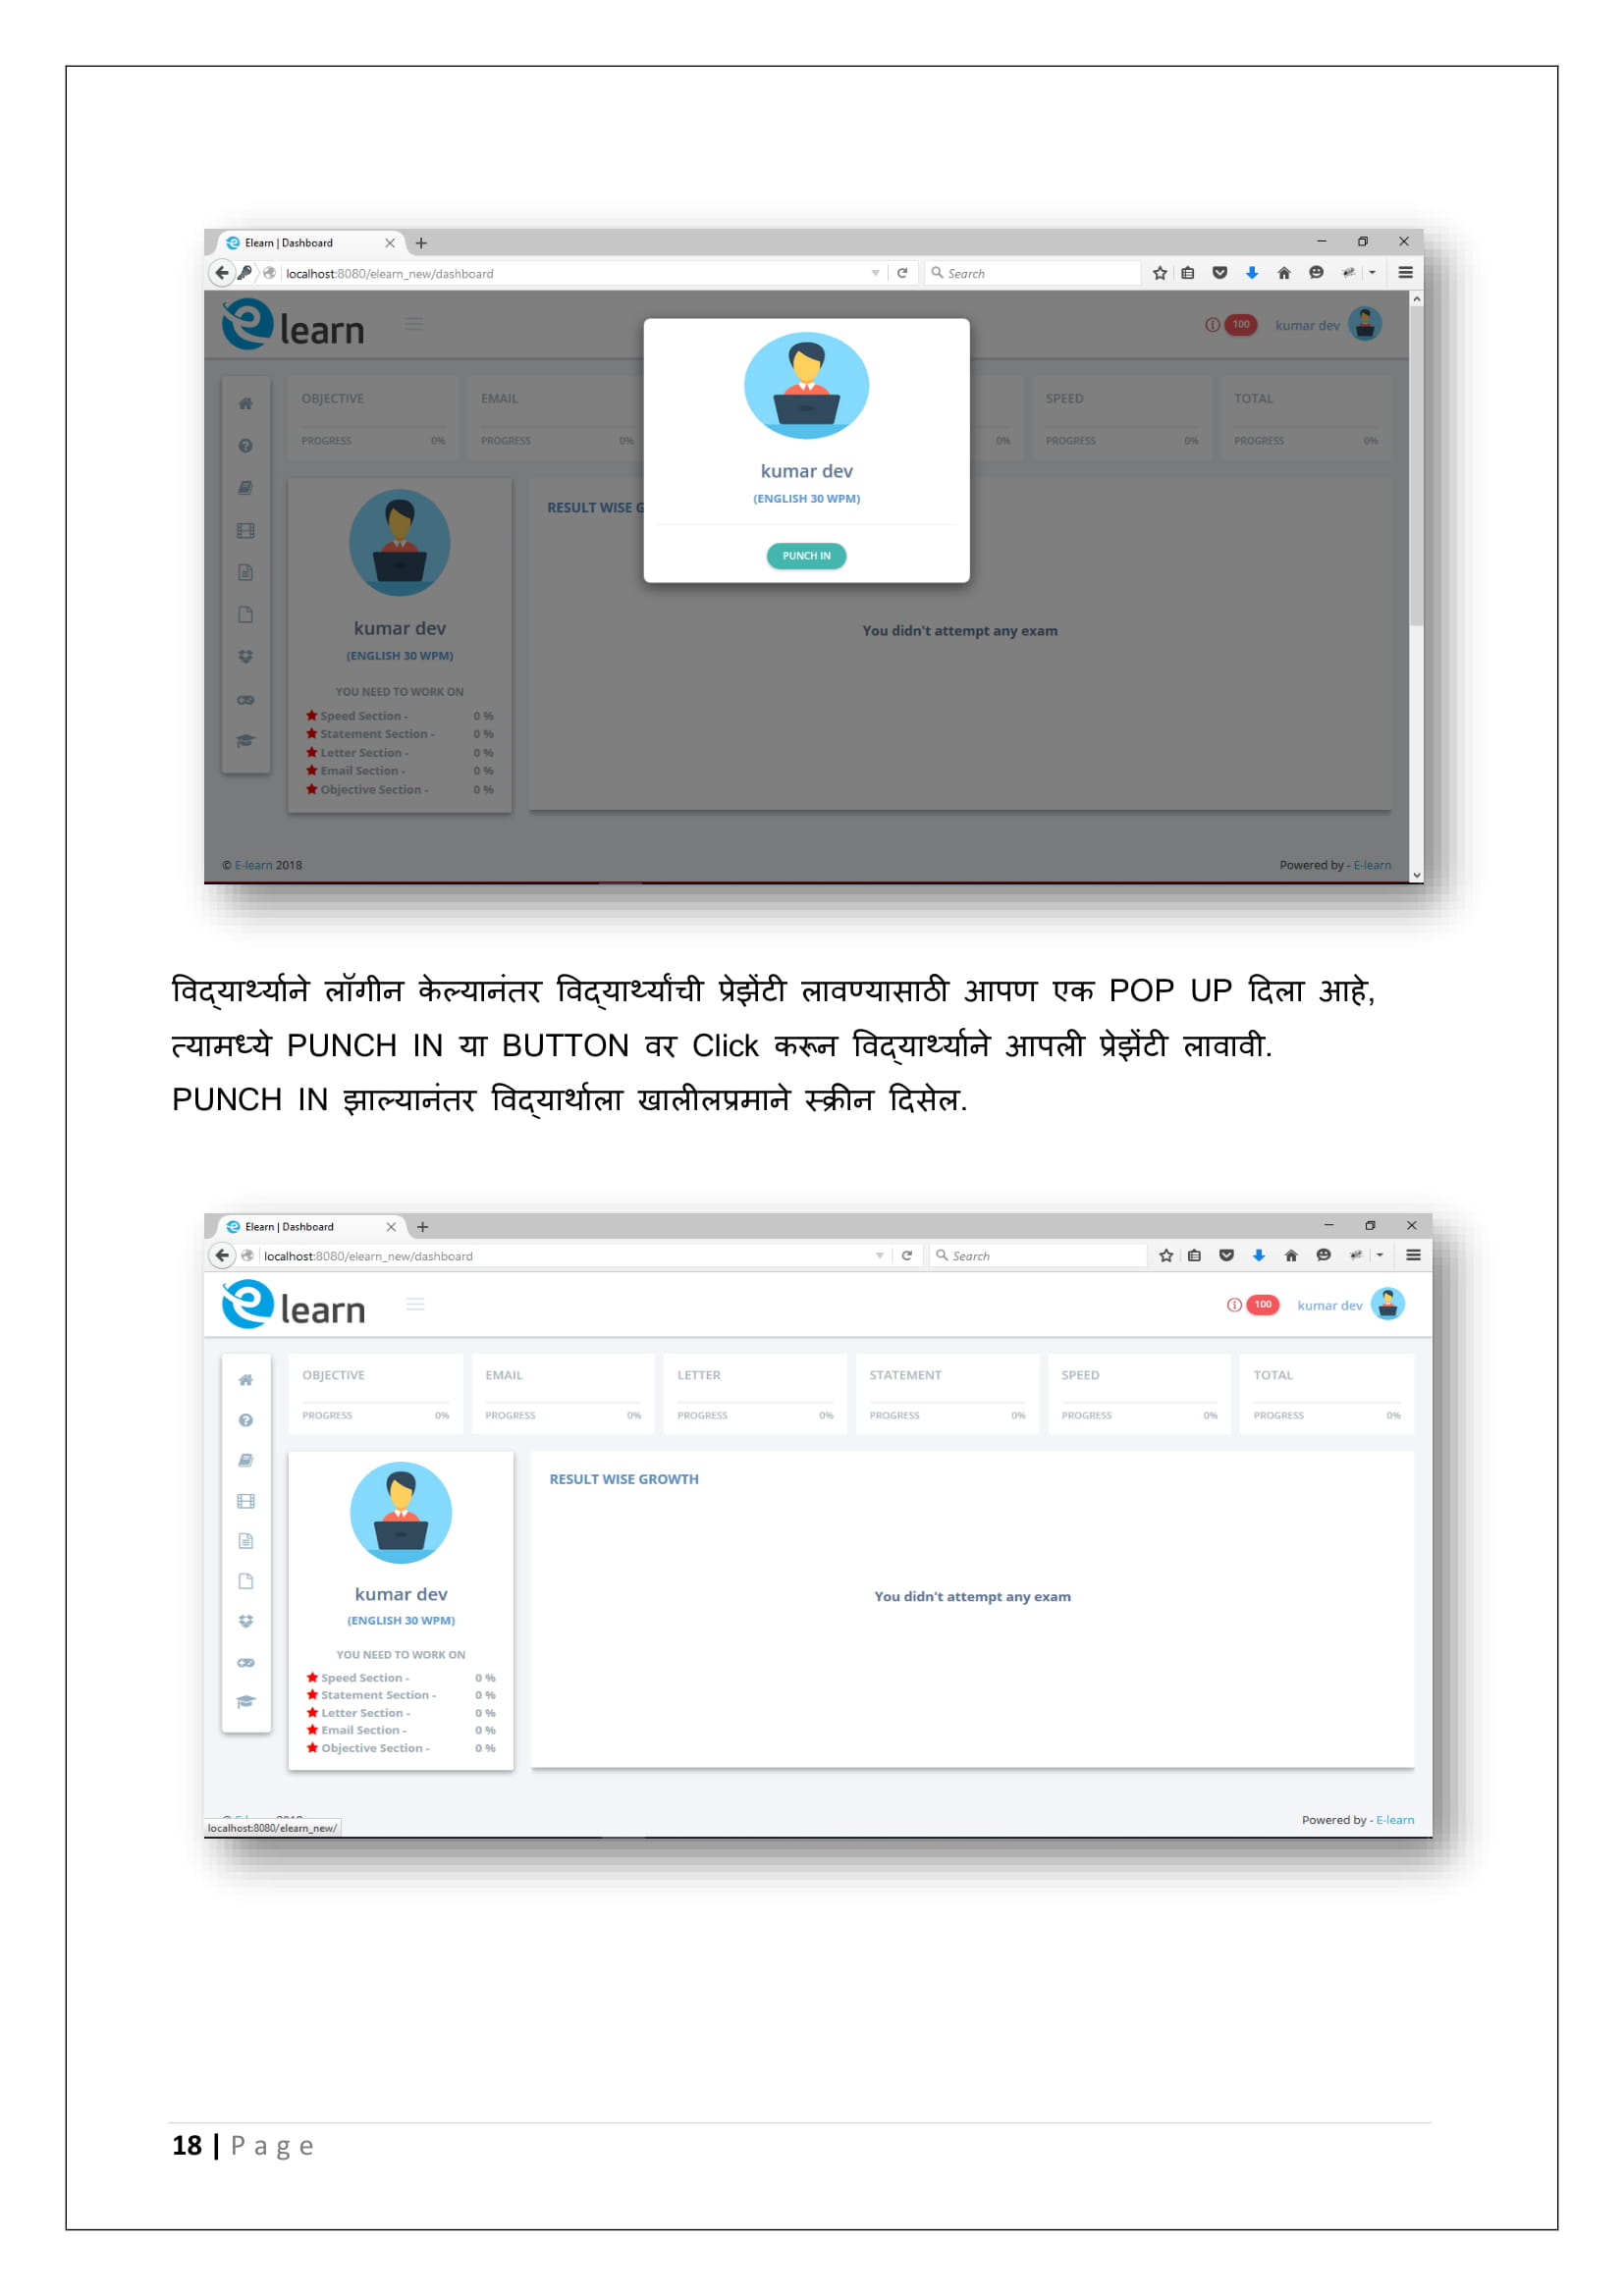 Elearn | Dashboard
localhost:8080/elearn_new/dashboard
Search
e learn
100 kumar dev
OBJECTIVE EMAIL SPEED TOTAL
PROGRESS 0% PROGRESS 0% 0% PROGRESS 0% PROGRESS 0%
kumar dev
(ENGLISH 30 WPM)
PUNCH IN
RESULT WISE G
You didn't attempt any exam
kumar dev
(ENGLISH 30 WPM)
YOU NEED TO WORK ON
Speed Section - 0 %
Statement Section - 0 %
Letter Section - 0 %
Email Section - 0 %
Objective Section - 0 %
© E-learn 2018 Powered by - E-learn
विद्यार्थ्याने लॉगीन केल्यानंतर विद्यार्थ्यांची प्रेझेंटी लावण्यासाठी आपण एक POP UP दिला आहे,
त्यामध्ये PUNCH IN या BUTTON वर Click करून विद्यार्थ्याने आपली प्रेझेंटी लावावी.
PUNCH IN झाल्यानंतर विद्यार्थाला खालीलप्रमाने स्क्रीन दिसेल.
Elearn | Dashboard
localhost:8080/elearn_new/dashboard
Search
e learn
100 kumar dev
OBJECTIVE EMAIL LETTER STATEMENT SPEED TOTAL
PROGRESS 0% PROGRESS 0% PROGRESS 0% PROGRESS 0% PROGRESS 0% PROGRESS 0%
RESULT WISE GROWTH
You didn't attempt any exam
kumar dev
(ENGLISH 30 WPM)
YOU NEED TO WORK ON
Speed Section - 0 %
Statement Section - 0 %
Letter Section - 0 %
Email Section - 0 %
Objective Section - 0 %
Powered by - E-learn
localhost:8080/elearn_new/
18 | Page